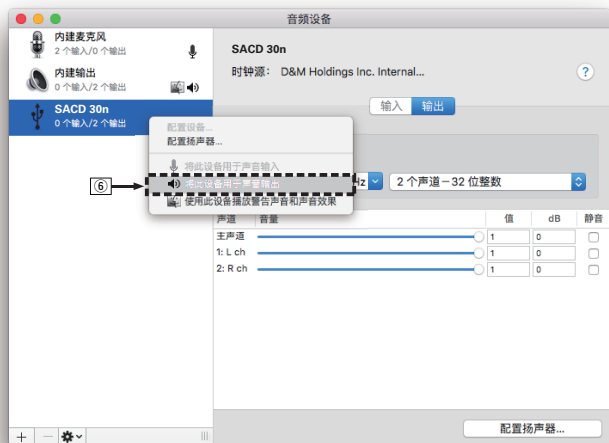 音频设备
内建麦克风
2 个输入/0 个输出
内建输出
0 个输入/2 个输出
SACD 30n
0 个输入/2 个输出
SACD 30n
时钟源： D&M Holdings Inc. Internal...
?
输入 输出
配置设备...
配置扬声器...
将此设备用于声音输入
⑥
将此设备用于声音输出
使用此设备播放警告声音和声音效果
Hz
2 个声道－32 位整数
声道 音量 值 dB 静音
主声道 1 0
1: L ch 1 0
2: R ch 1 0
配置扬声器...